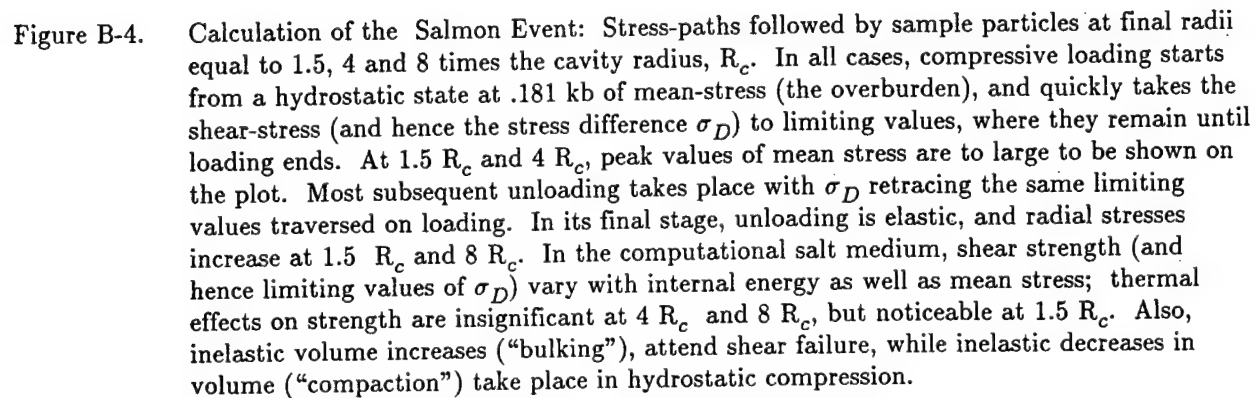 Figure B-4. Calculation of the Salmon Event: Stress-paths followed by sample particles at final radii
equal to 1.5, 4 and 8 times the cavity radius, R_c. In all cases, compressive loading starts
from a hydrostatic state at .181 kb of mean-stress (the overburden), and quickly takes the
shear-stress (and hence the stress difference σ_D) to limiting values, where they remain until
loading ends. At 1.5 R_c and 4 R_c, peak values of mean stress are to large to be shown on
the plot. Most subsequent unloading takes place with σ_D retracing the same limiting
values traversed on loading. In its final stage, unloading is elastic, and radial stresses
increase at 1.5 R_c and 8 R_c. In the computational salt medium, shear strength (and
hence limiting values of σ_D) vary with internal energy as well as mean stress; thermal
effects on strength are insignificant at 4 R_c and 8 R_c, but noticeable at 1.5 R_c. Also,
inelastic volume increases (“bulking”), attend shear failure, while inelastic decreases in
volume (“compaction”) take place in hydrostatic compression.